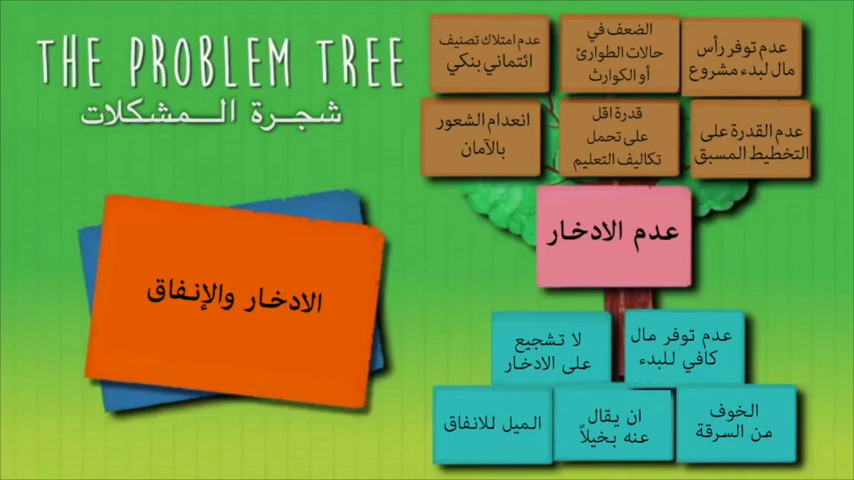 THE PROBLEM TREE
شجرة المشكلات
الادخار والإنفاق
عدم توفر رأس
مال لبدء مشروع
الضعف في
حالات الطوارئ
أو الكوارث
عدم امتلاك تصنيف
ائتماني بنكي
عدم القدرة على
التخطيط المسبق
قدرة اقل
على تحمل
تكاليف التعليم
انعدام الشعور
بالآمان
عدم الادخار
عدم توفر مال
كافي للبدء
لا تشجيع
على الادخار
الخوف
من السرقة
ان يقال
عنه بخيلاً
الميل للانفاق